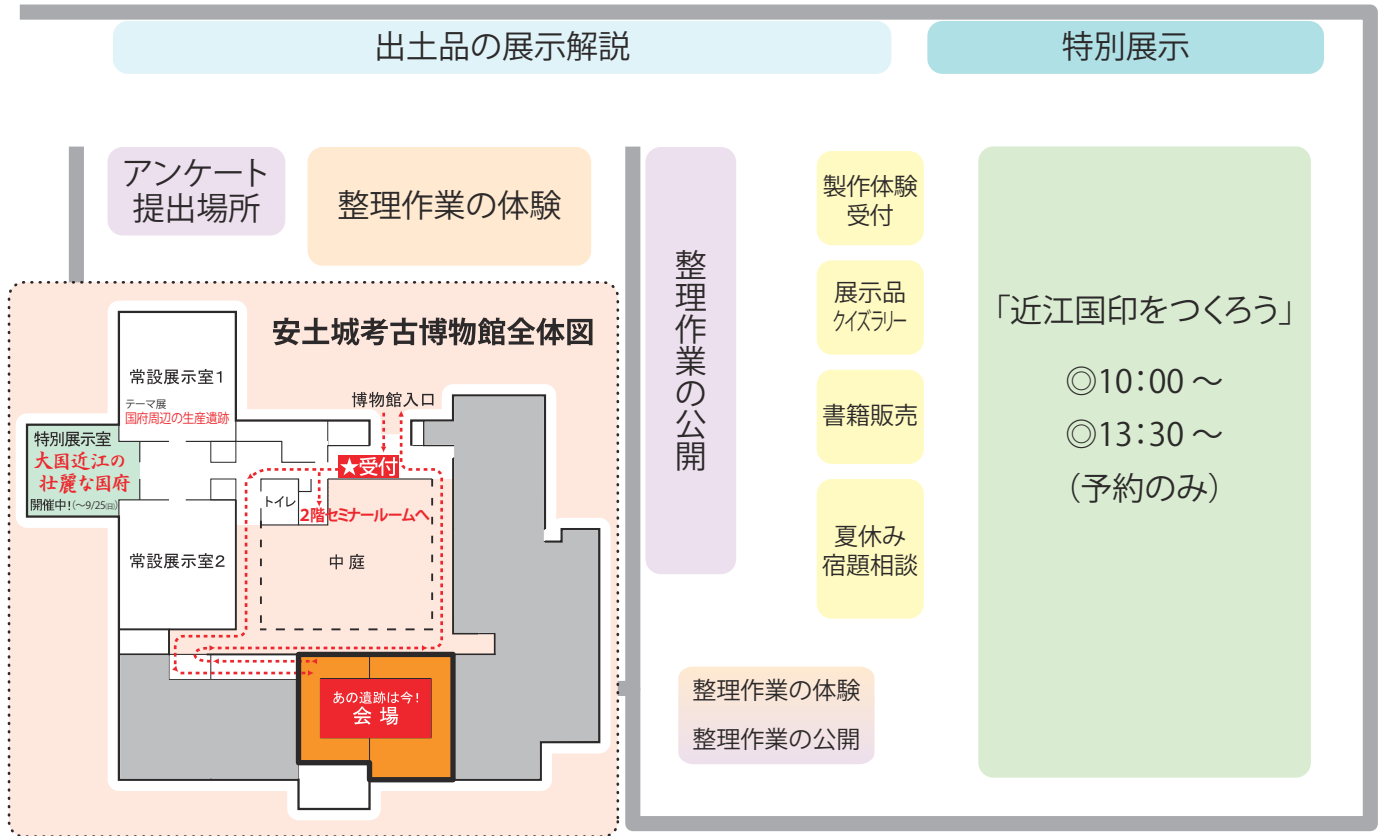 出土品の展示解説
特別展示
アンケート
提出場所
整理作業の体験
整理作業の公開
製作体験
受付
展示品
クイズラリー
書籍販売
夏休み
宿題相談
「近江国印をつくろう」
◎10：00 ～
◎13：30 ～
（予約のみ）
整理作業の体験
整理作業の公開
安土城考古博物館全体図
常設展示室1
テーマ展
国府周辺の生産遺跡
博物館入口
特別展示室
大国近江の
壮麗な国府
開催中!(～9/25㈰)
★受付
トイレ
2階セミナールームへ
常設展示室2
中庭
あの遺跡は今!
会 場